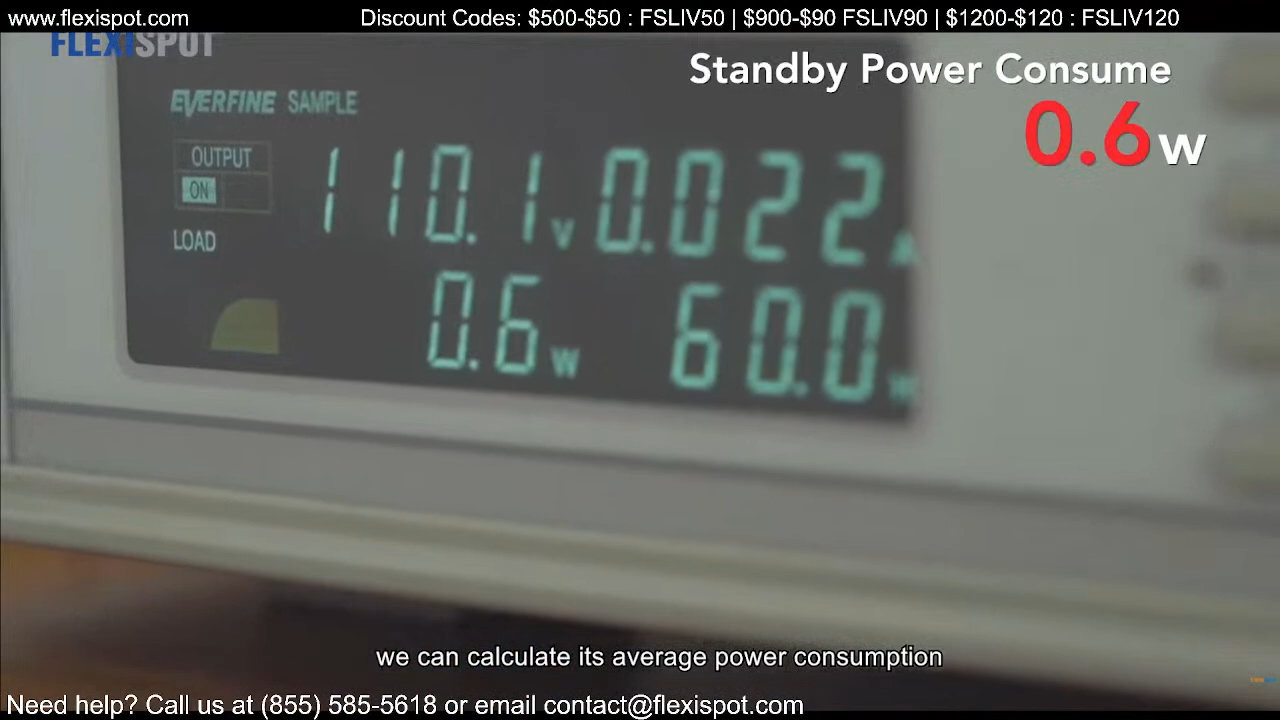 www.flexispot.com
Discount Codes: $500-$50 : FSLIV50 | $900-$90 FSLIV90 | $1200-$120 : FSLIV120
FLEXISPOT
Standby Power Consume
0.6w
EVERFINE SAMPLE
OUTPUT
ON
LOAD
110.1 V 0.022 A
0.6 W 60.0
we can calculate its average power consumption
Need help? Call us at (855) 585-5618 or email contact@flexispot.com